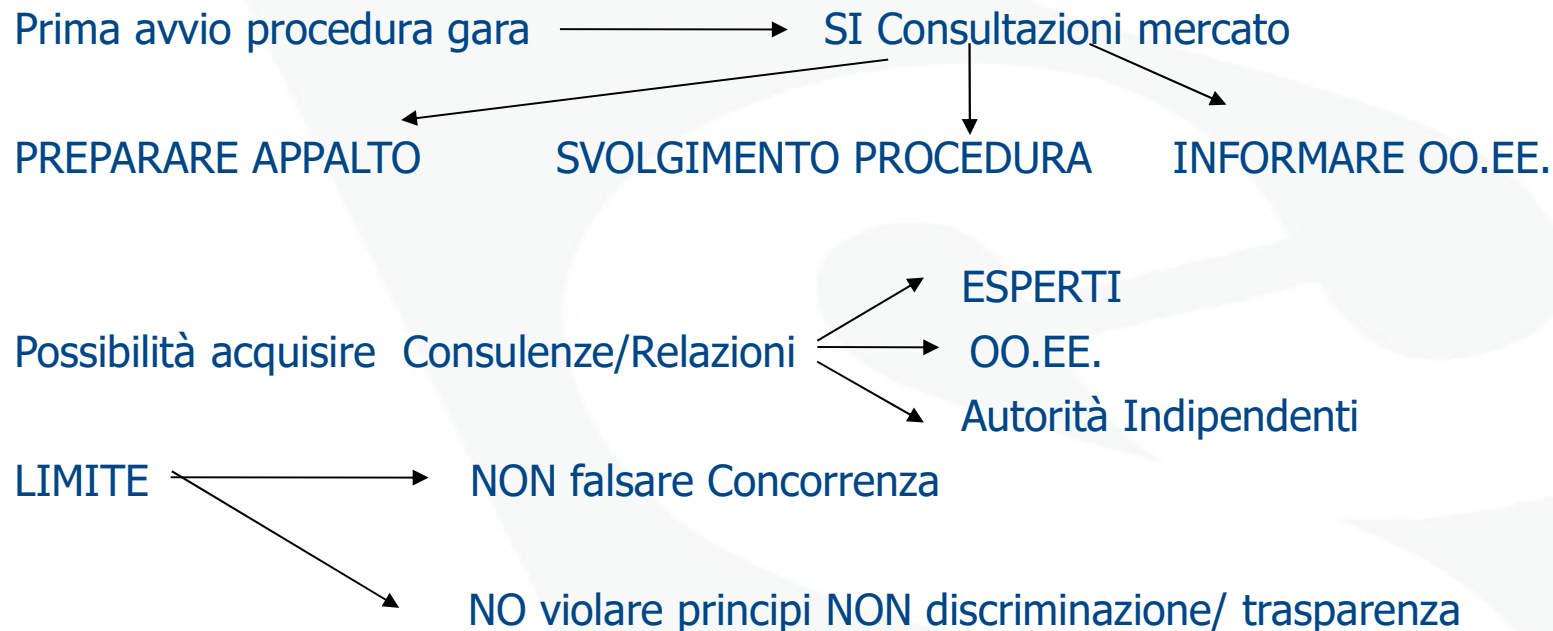 Prima avvio procedura gara SI Consultazioni mercato
PREPARARE APPALTO SVOLGIMENTO PROCEDURA INFORMARE OO.EE.
ESPERTI
Possibilità acquisire Consulenze/Relazioni OO.EE.
Autorità Indipendenti
LIMITE NON falsare Concorrenza
NO violare principi NON discriminazione/ trasparenza